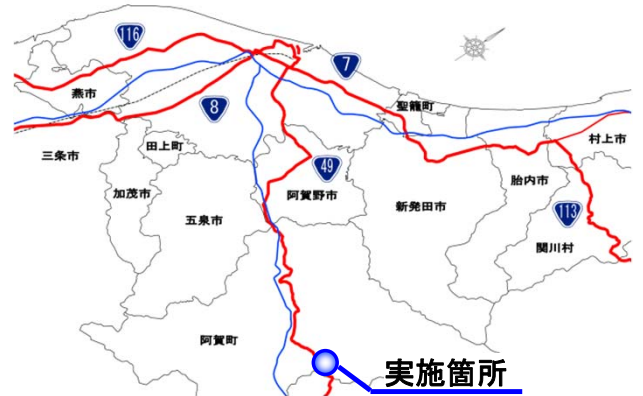 116
7
燕市
8
聖籠町
三条市
田上町
村上市
49
加茂市
胎内市
阿賀野市
新発田市
五泉市
113
関川村
阿賀町
実施箇所